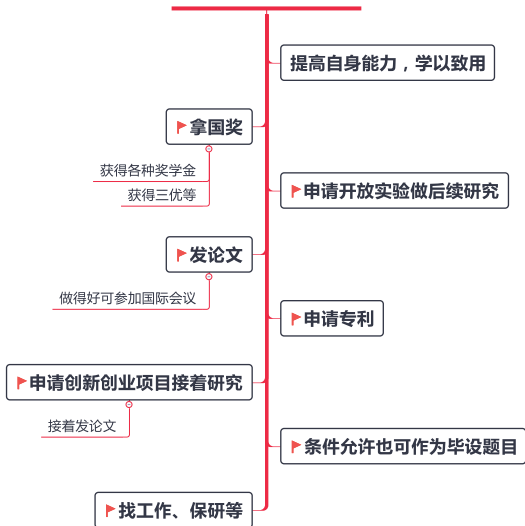 提高自身能力，学以致用
拿国奖
获得各种奖学金
获得三优等
申请开放实验做后续研究
发论文
做得好可参加国际会议
申请专利
申请创新创业项目接着研究
接着发论文
条件允许也可作为毕设题目
找工作、保研等